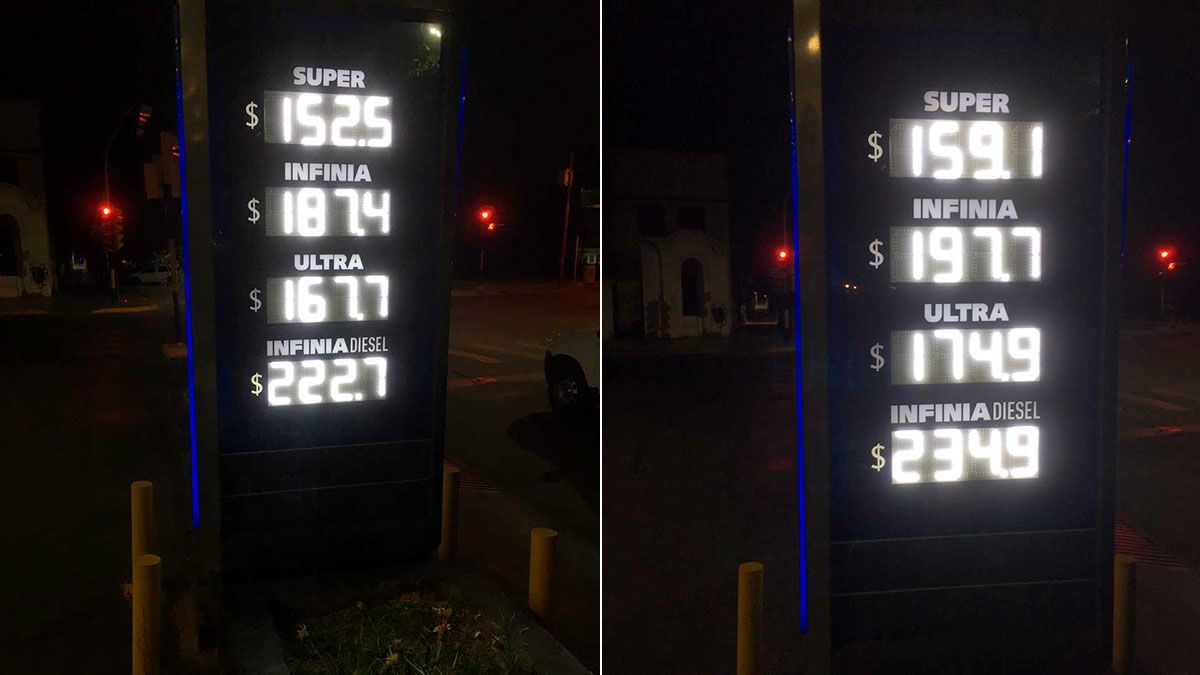 SUPER
$ 152.5
INFINIA
$ 187.4
ULTRA
$ 167.7
INFINIA DIESEL
$ 222.7
SUPER
$ 159.1
INFINIA
$ 197.7
ULTRA
$ 174.9
INFINIA DIESEL
$ 234.9